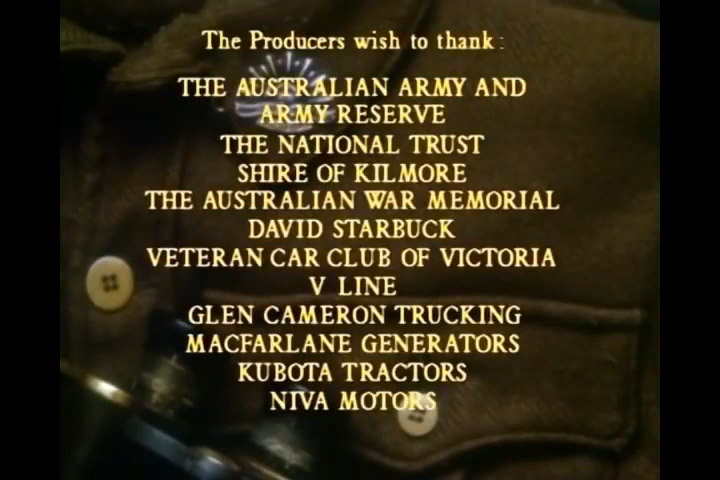 The Producers wish to thank :
THE AUSTRALIAN ARMY AND
ARMY RESERVE
THE NATIONAL TRUST
SHIRE OF KILMORE
THE AUSTRALIAN WAR MEMORIAL
DAVID STARBUCK
VETERAN CAR CLUB OF VICTORIA
V LINE
GLEN CAMERON TRUCKING
MACFARLANE GENERATORS
KUBOTA TRACTORS
NIVA MOTORS